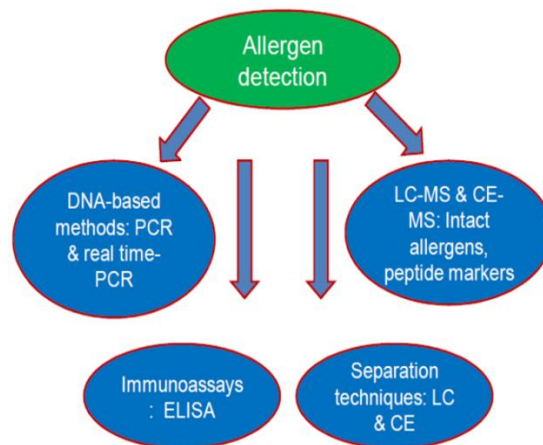 Allergen
detection
DNA-based
methods: PCR
& real time-
PCR
LC-MS & CE-
MS: Intact
allergens,
peptide markers
Immunoassays
: ELISA
Separation
techniques: LC
& CE